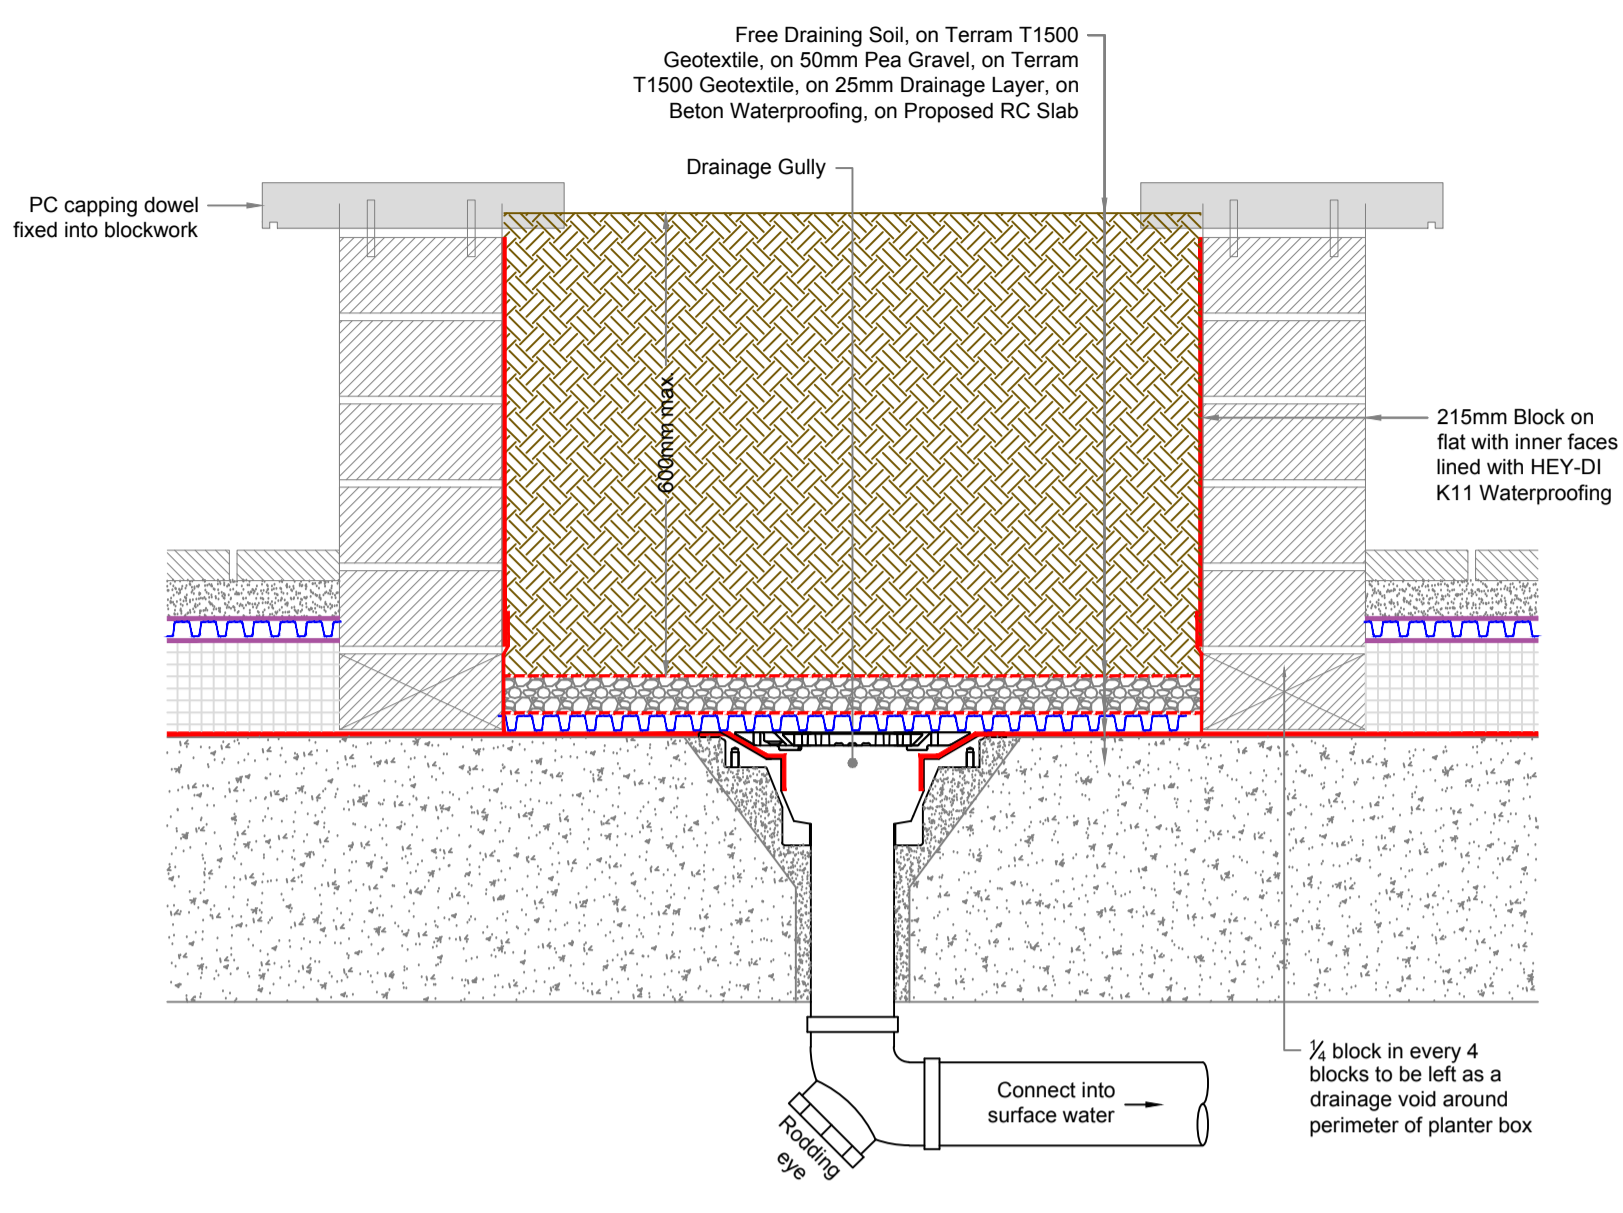 Free Draining Soil, on Terram T1500
Geotextile, on 50mm Pea Gravel, on Terram
T1500 Geotextile, on 25mm Drainage Layer, on
Beton Waterproofing, on Proposed RC Slab
Drainage Gully
PC capping dowel
fixed into blockwork
600mm max.
215mm Block on
flat with inner faces
lined with HEY-DI
K11 Waterproofing
¼ block in every 4
blocks to be left as a
drainage void around
perimeter of planter box
Connect into
surface water
Rodding
eye